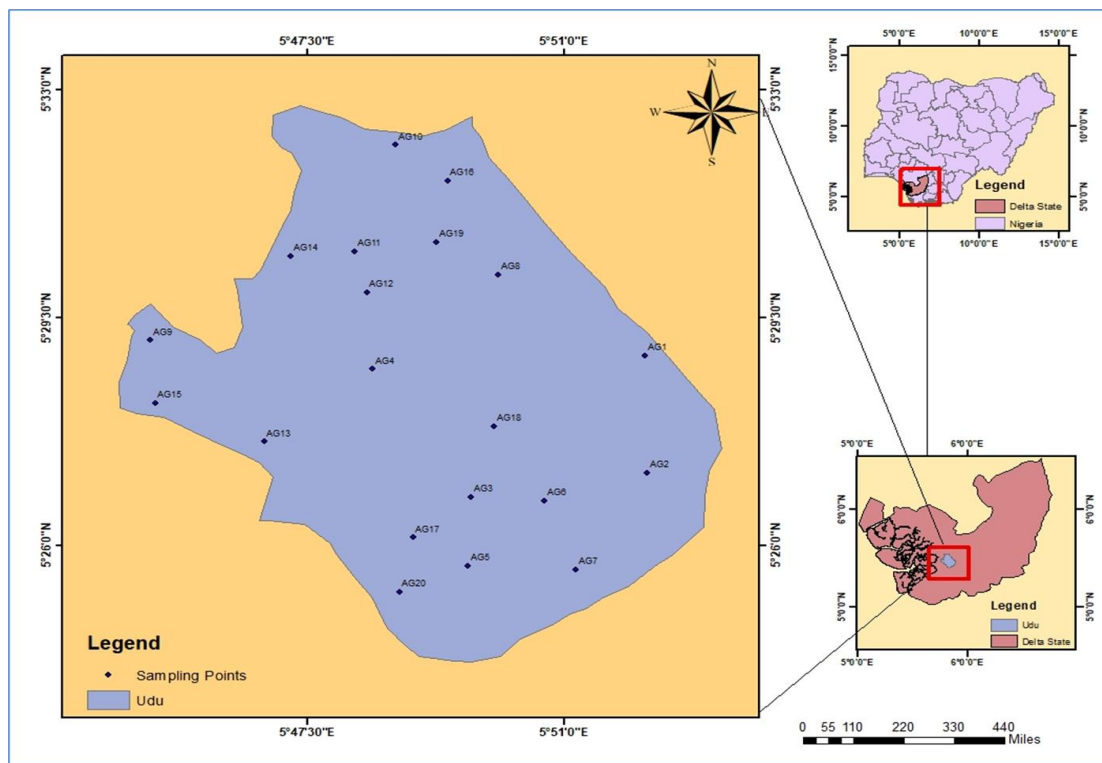 5°47'30"E
5°51'0"E
5°33'0"N
5°33'0"N
N
W
E
S
AG10
AG16
AG19
AG11
AG14
AG8
AG12
5°29'30"N
5°29'30"N
AG9
AG1
AG4
AG15
AG18
AG13
AG2
AG3
AG6
AG17
5°26'0"N
5°26'0"N
AG5
AG7
AG20
Legend
Sampling Points
Udu
5°47'30"E
5°51'0"E
5°0'0"E
10°0'0"E
15°0'0"E
15°0'0"N
15°0'0"N
10°0'0"N
10°0'0"N
5°0'0"N
5°0'0"N
Legend
Delta State
Nigeria
5°0'0"E
10°0'0"E
15°0'0"E
5°0'0"E
6°0'0"E
6°0'0"N
6°0'0"N
5°0'0"N
5°0'0"N
Legend
Udu
Delta State
5°0'0"E
6°0'0"E
0 55 110 220 330 440
Miles